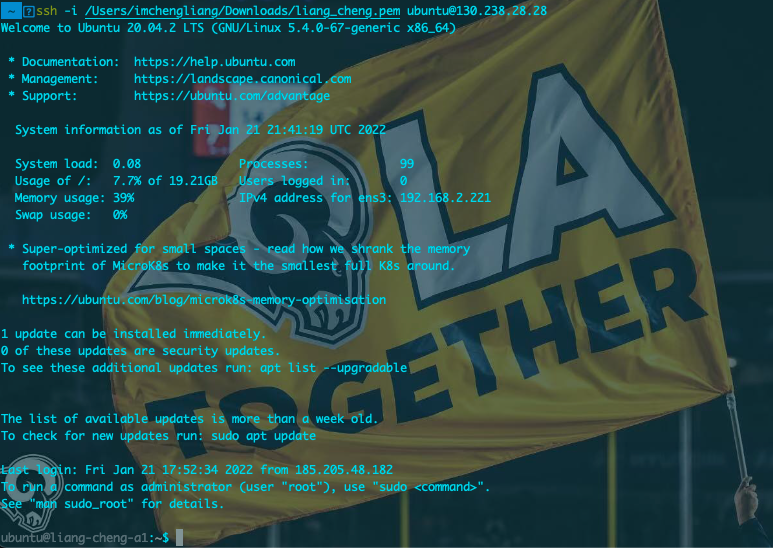 ~ ssh -i /Users/imchengliang/Downloads/liang_cheng.pem ubuntu@130.238.28.28
Welcome to Ubuntu 20.04.2 LTS (GNU/Linux 5.4.0-67-generic x86_64)
* Documentation: https://help.ubuntu.com
* Management: https://landscape.canonical.com
* Support: https://ubuntu.com/advantage
System information as of Fri Jan 21 21:41:19 UTC 2022
System load: 0.08 Processes: 99
Usage of /: 7.7% of 19.21GB Users logged in: 0
Memory usage: 39% IPv4 address for ens3: 192.168.2.221
Swap usage: 0%
* Super-optimized for small spaces - read how we shrank the memory
footprint of MicroK8s to make it the smallest full K8s around.
https://ubuntu.com/blog/microk8s-memory-optimisation
1 update can be installed immediately.
0 of these updates are security updates.
To see these additional updates run: apt list --upgradable
The list of available updates is more than a week old.
To check for new updates run: sudo apt update
Last login: Fri Jan 21 17:52:34 2022 from 185.205.48.182
To run a command as administrator (user "root"), use "sudo <command>".
See "man sudo_root" for details.
ubuntu@liang-cheng-a1:~$
LA
TOGETHER